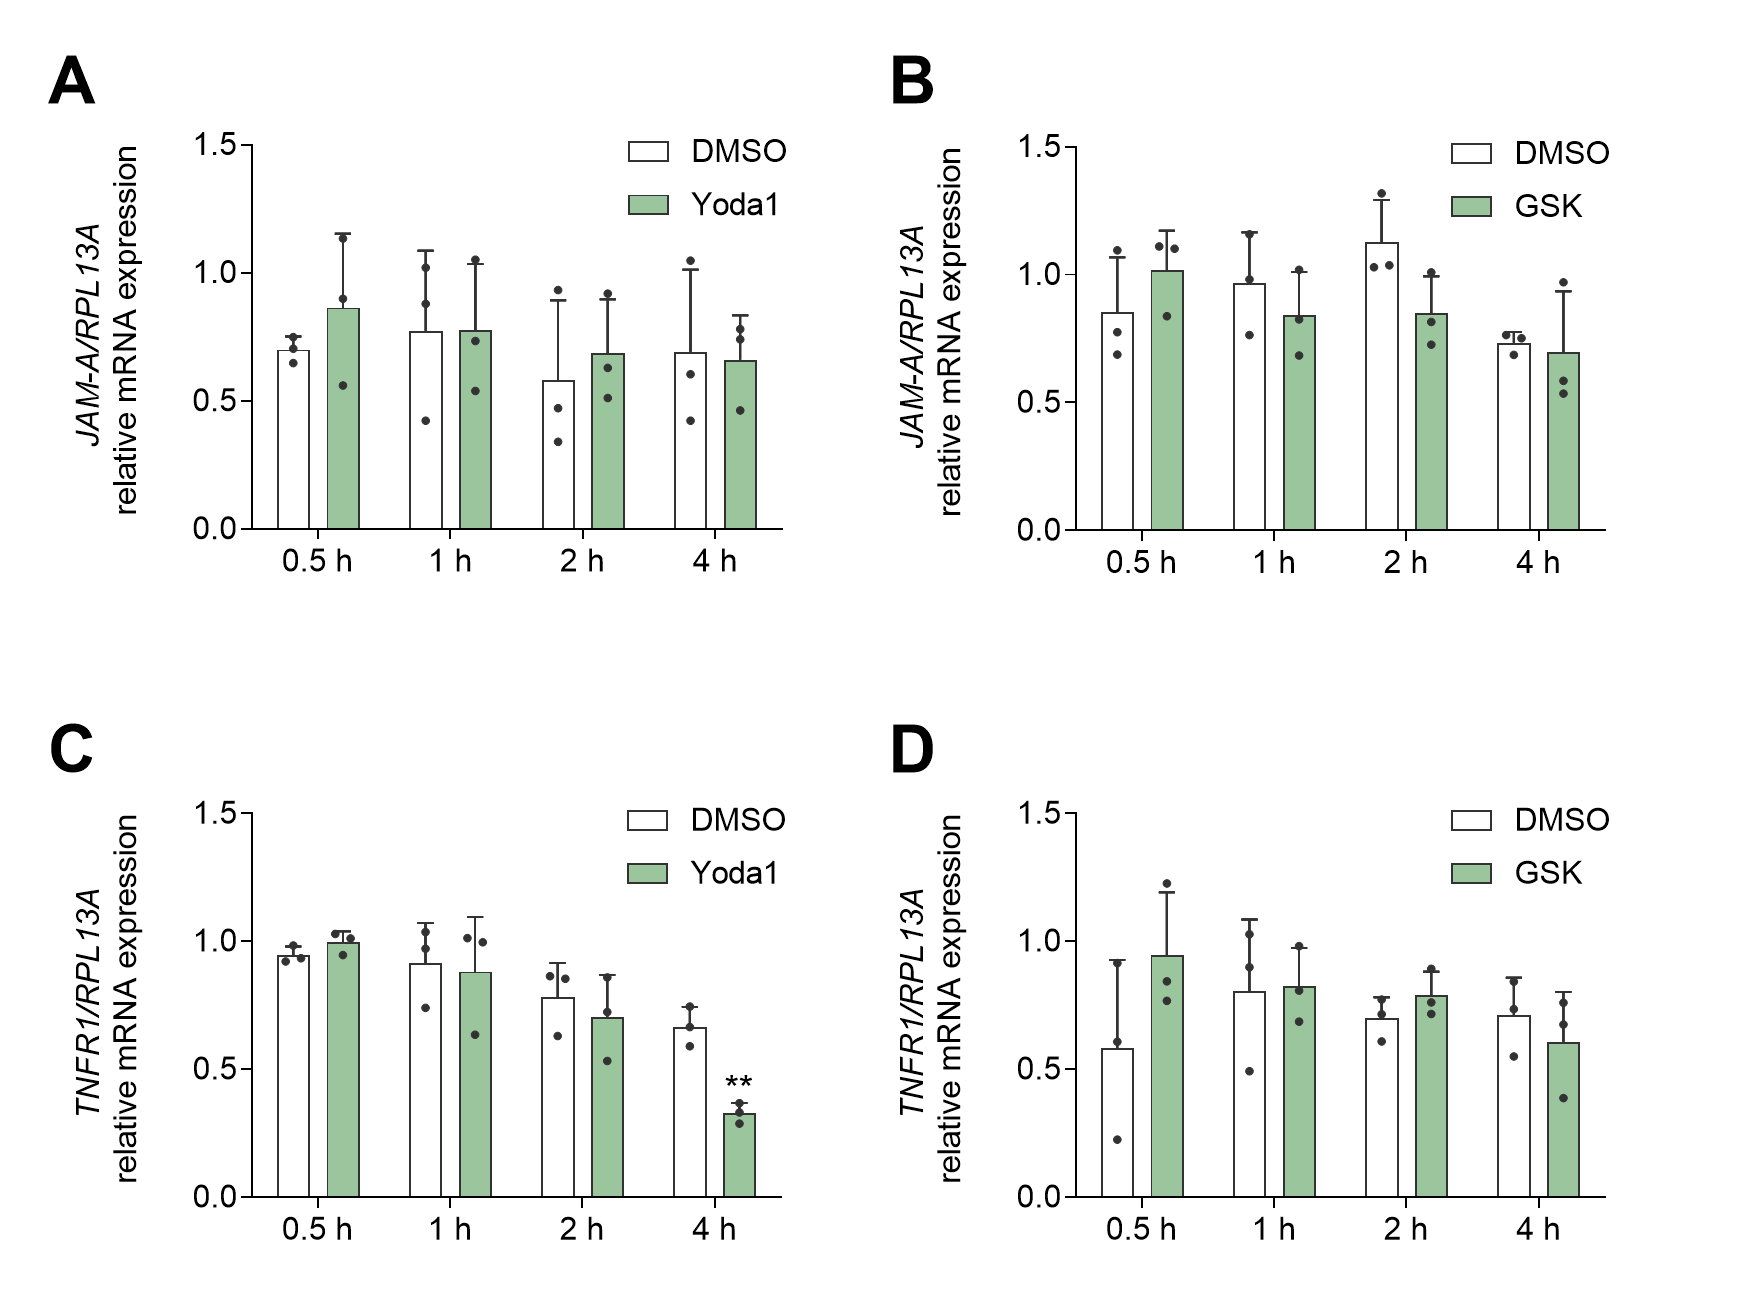 A
JAM-A/RPL13A
relative mRNA expression
1.5
1.0
0.5
0.0
DMSO
Yoda1
0.5 h
1 h
2 h
4 h
B
JAM-A/RPL13A
relative mRNA expression
1.5
1.0
0.5
0.0
DMSO
GSK
0.5 h
1 h
2 h
4 h
C
TNFR1/RPL13A
relative mRNA expression
1.5
1.0
0.5
0.0
DMSO
Yoda1
**
0.5 h
1 h
2 h
4 h
D
TNFR1/RPL13A
relative mRNA expression
1.5
1.0
0.5
0.0
DMSO
GSK
0.5 h
1 h
2 h
4 h